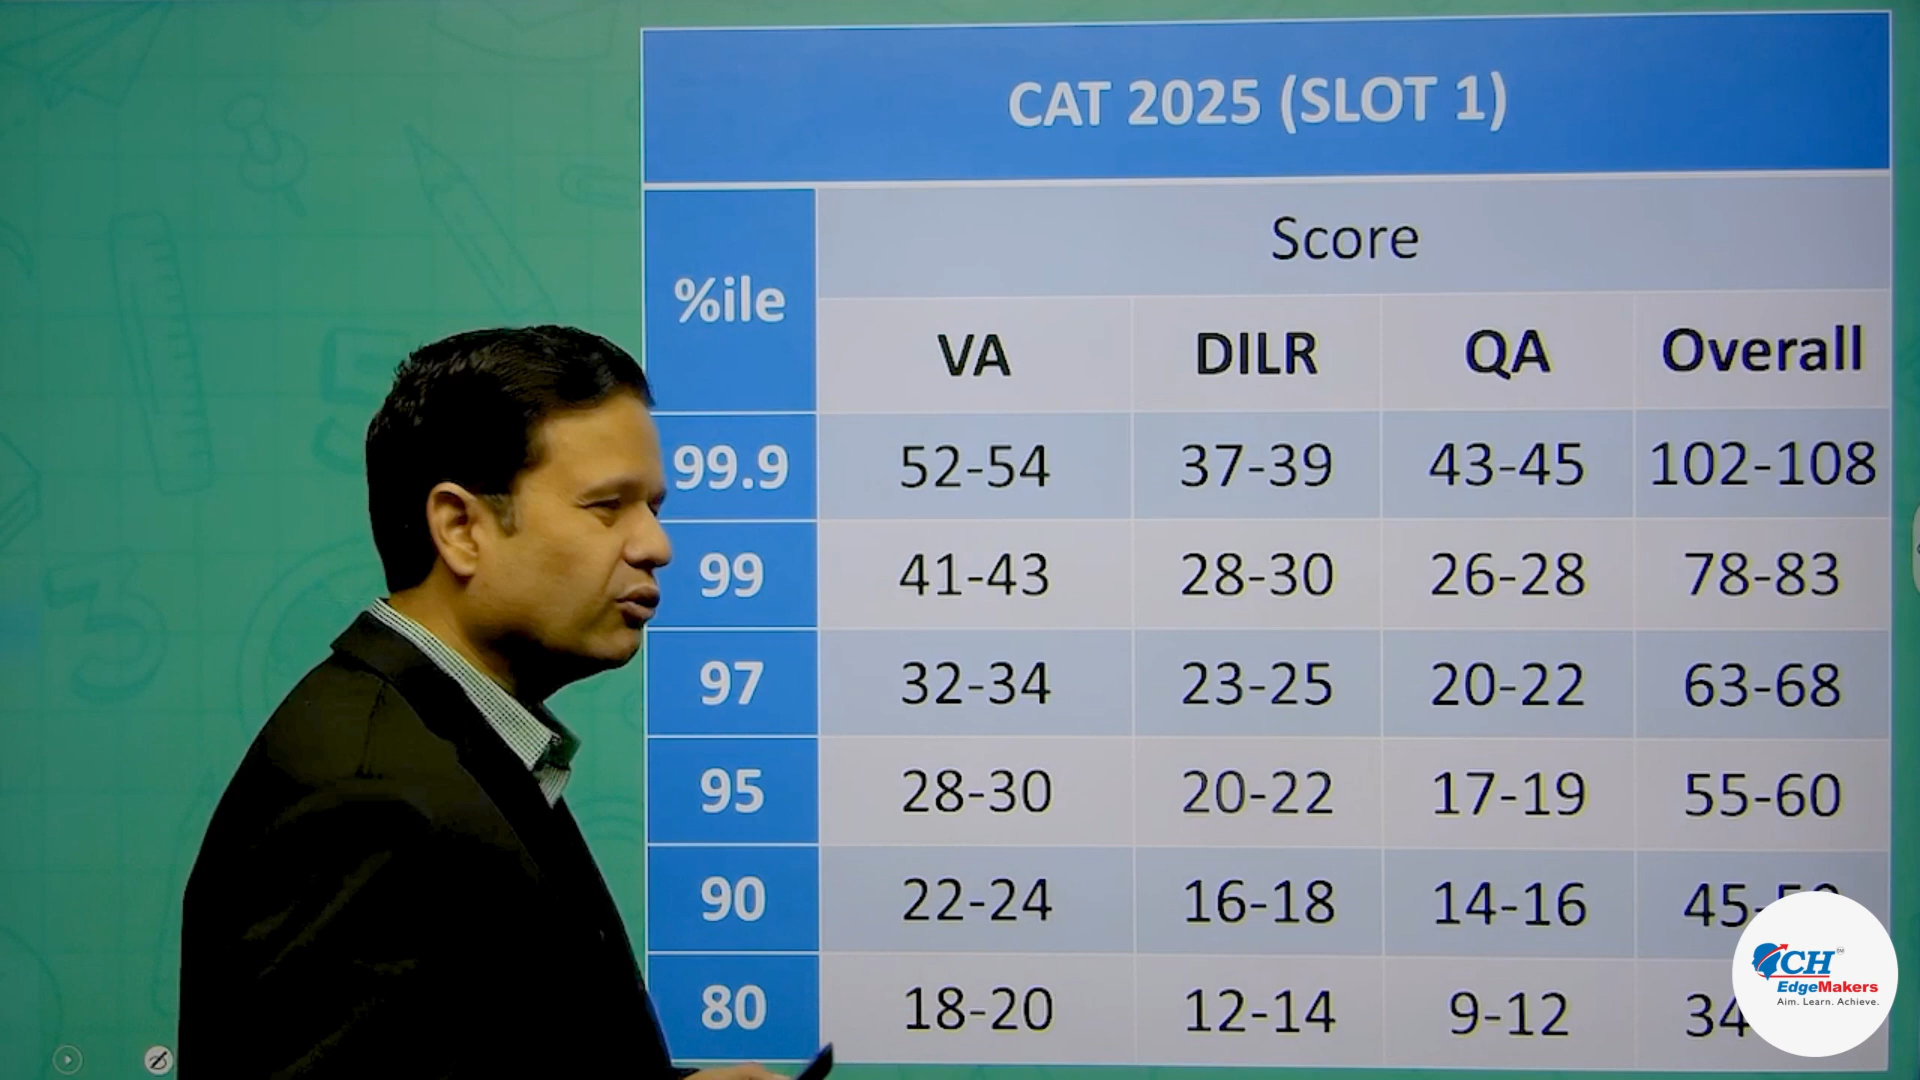 CAT 2025 (SLOT 1)
%ile Score
VA DILR QA Overall
99.9 52-54 37-39 43-45 102-108
99 41-43 28-30 26-28 78-83
97 32-34 23-25 20-22 63-68
95 28-30 20-22 17-19 55-60
90 22-24 16-18 14-16 45-50
80 18-20 12-14 9-12 34
CH
EdgeMakers
Aim. Learn. Achieve.